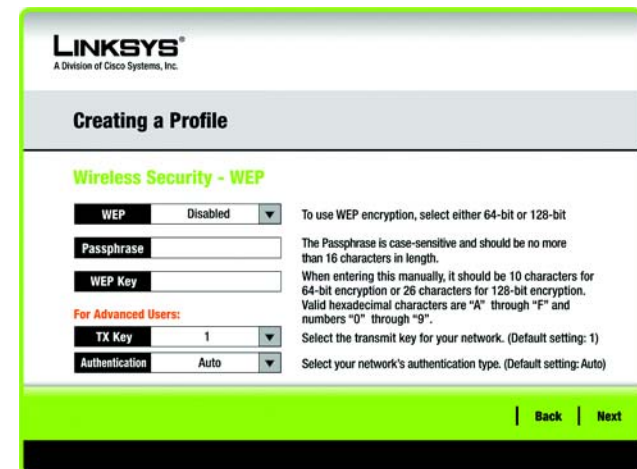 LINKSYS®
A Division of Cisco Systems, Inc.
Creating a Profile
Wireless Security - WEP
WEP Disabled To use WEP encryption, select either 64-bit or 128-bit
Passphrase The Passphrase is case-sensitive and should be no more
than 16 characters in length.
WEP Key When entering this manually, it should be 10 characters for
64-bit encryption or 26 characters for 128-bit encryption.
Valid hexadecimal characters are “A” through “F” and
numbers “0” through “9”.
For Advanced Users:
TX Key 1 Select the transmit key for your network. (Default setting: 1)
Authentication Auto Select your network's authentication type. (Default setting: Auto)
Back Next